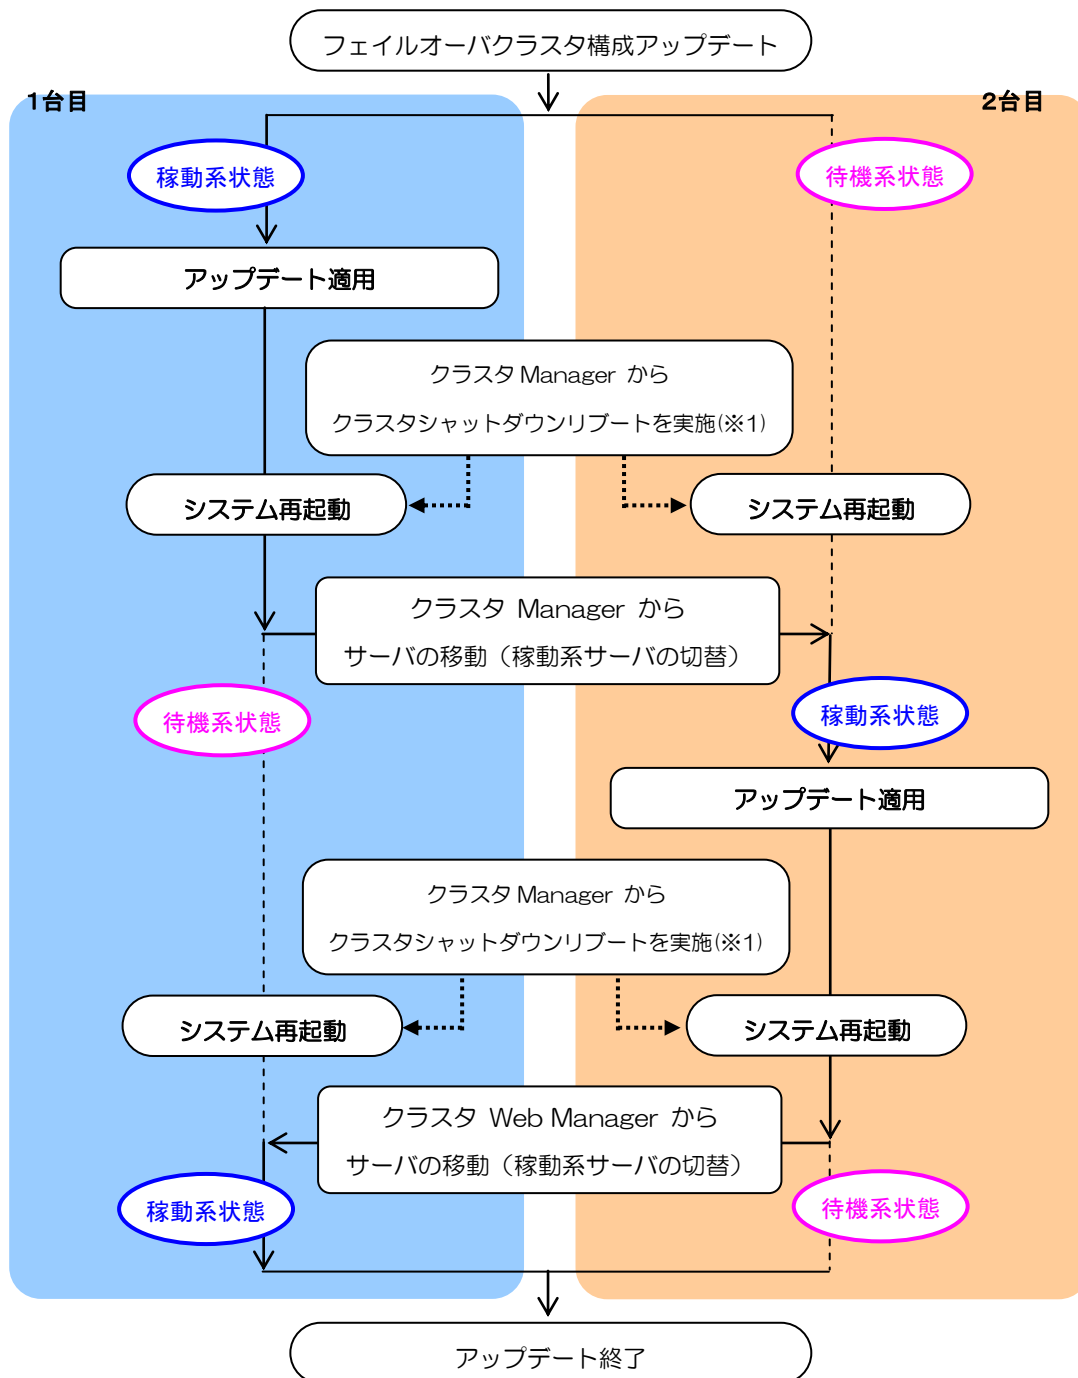 フェイルオーバクラスタ構成アップデート
1台目
2台目
稼動系状態
待機系状態
アップデート適用
クラスタ Manager から
クラスタシャットダウンリブートを実施(※1)
システム再起動
システム再起動
クラスタ Manager から
サーバの移動（稼動系サーバの切替）
待機系状態
稼動系状態
アップデート適用
クラスタ Manager から
クラスタシャットダウンリブートを実施(※1)
システム再起動
システム再起動
クラスタ Web Manager から
サーバの移動（稼動系サーバの切替）
稼動系状態
待機系状態
アップデート終了